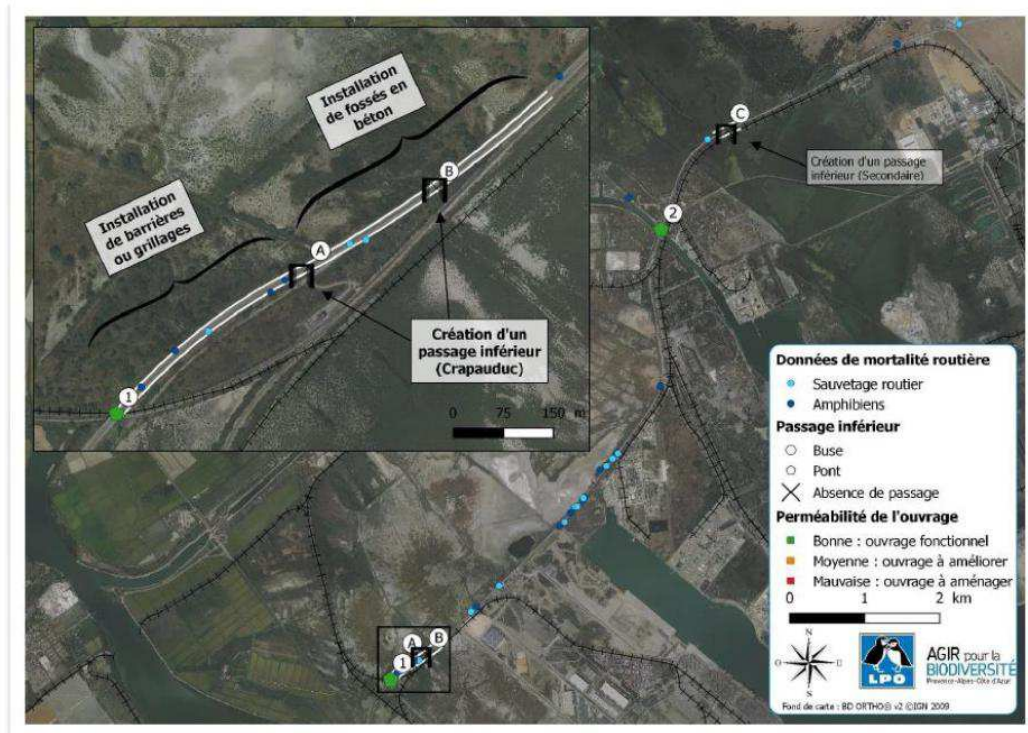 Installation
de fossés en
béton
Installation
de barrières
ou grillages
B
A
1
Création d'un
passage inférieur
(Crapauduc)
0 75 150 m
C
Création d'un passage
inférieur (Secondaire)
2
A
B
1
Données de mortalité routière
Sauvetage routier
Amphibiens
Passage inférieur
Buse
Pont
Absence de passage
Perméabilité de l'ouvrage
Bonne : ouvrage fonctionnel
Moyenne : ouvrage à améliorer
Mauvaise : ouvrage à aménager
0 1 2 km
N
O
E
S
LPO
AGIR pour la
BIODIVERSITÉ
Provence-Alpes-Côte d'Azur
Fond de carte : BD ORTHO® v2 ©IGN 2009